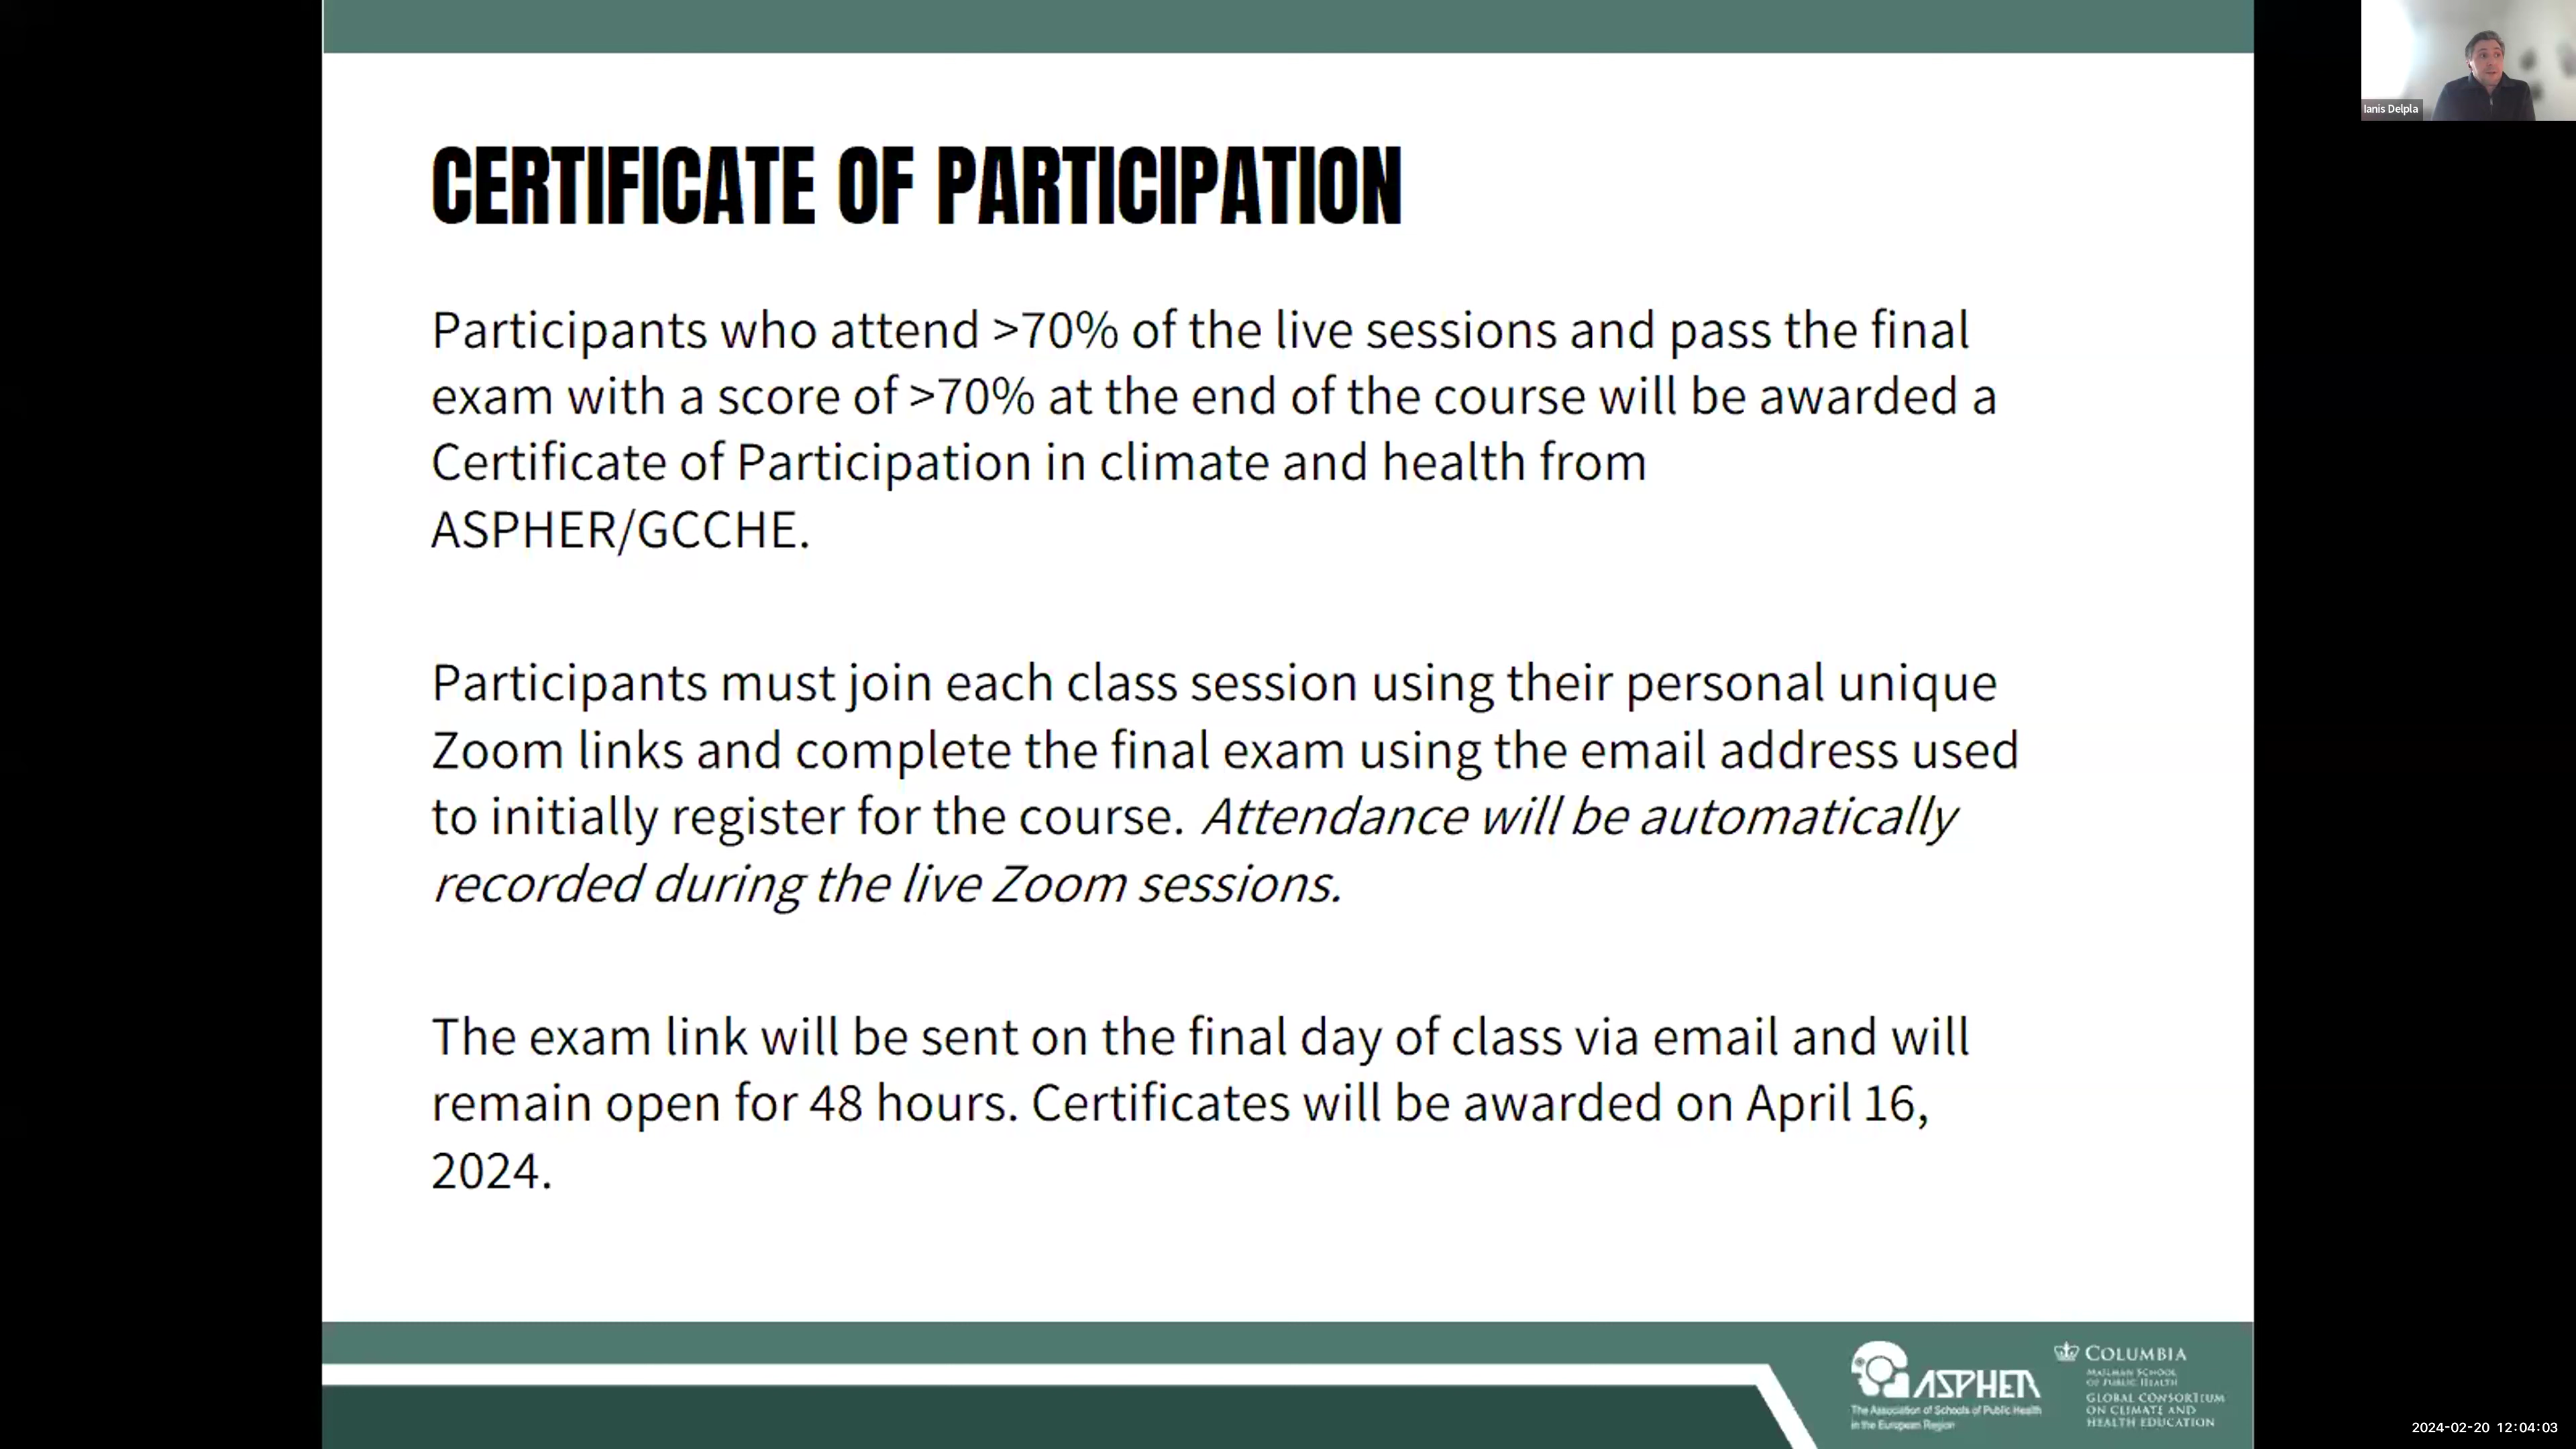 Ianis Delpla
CERTIFICATE OF PARTICIPATION
Participants who attend >70% of the live sessions and pass the final
exam with a score of >70% at the end of the course will be awarded a
Certificate of Participation in climate and health from
ASPHER/GCCHE.
Participants must join each class session using their personal unique
Zoom links and complete the final exam using the email address used
to initially register for the course. Attendance will be automatically
recorded during the live Zoom sessions.
The exam link will be sent on the final day of class via email and will
remain open for 48 hours. Certificates will be awarded on April 16,
2024.
ASPHER
The Association of Schools of Public Health
in the European Region
COLUMBIA
MAILMAN SCHOOL
OF PUBLIC HEALTH
GLOBAL CONSORTIUM
ON CLIMATE AND
HEALTH EDUCATION
2024-02-20 12:04:03